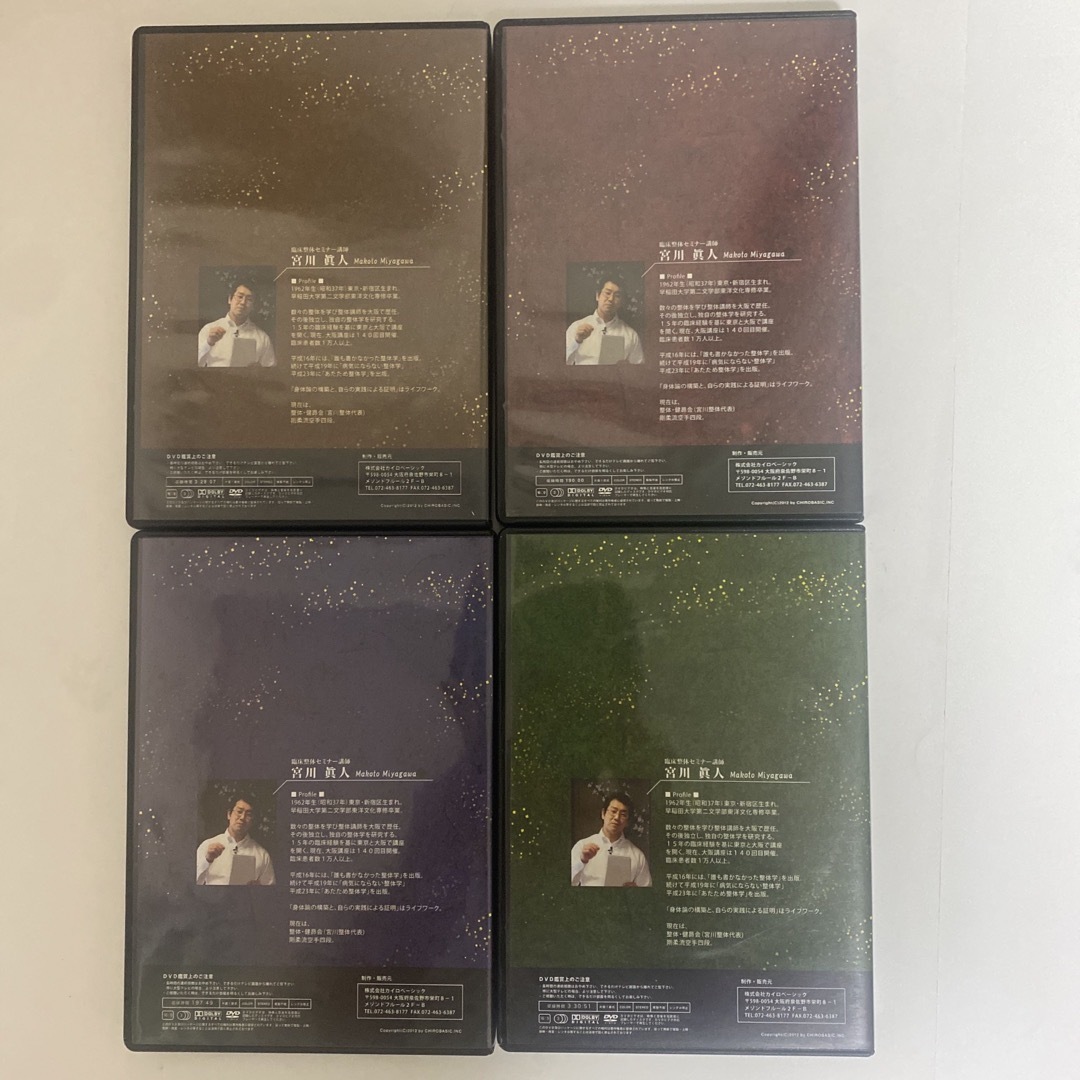 臨床整体セミナー講師
宮川 眞人 Makoto Miyagawa
■ Profile ■
1962年生(昭和37年)東京・新宿区生まれ。
早稲田大学第二文学部東洋文化専修卒業。
数々の整体を学び整体講師を大阪で歴任。
その後独立し、独自の整体学を研究する。
15年の臨床経験を基に東京と大阪で講座
を開く。現在、大阪講座は140回目開催。
臨床患者数1万人以上。
平成16年には、「誰も書かなかった整体学」を出版。
続けて平成19年に「病気にならない整体学」
平成23年に「あたため整体学」を出版。
「身体論の構築と、自らの実践による証明」はライフワーク。
現在は、
整体・健昴会(宮川整体代表)
剛柔流空手四段。
DVD鑑賞上のご注意
制作・販売元
株式会社カイロベーシック
〒598-0054 大阪府泉佐野市栄町8-1
メゾンドフルール2F-B
TEL.072-463-8177 FAX.072-463-6387
DOLBY
DIGITAL
DVD
Copyright(C)2012 by CHIROBASIC.INC
臨床整体セミナー講師
宮川 眞人 Makoto Miyagawa
■ Profile ■
1962年生(昭和37年)東京・新宿区生まれ。
早稲田大学第二文学部東洋文化専修卒業。
数々の整体を学び整体講師を大阪で歴任。
その後独立し、独自の整体学を研究する。
15年の臨床経験を基に東京と大阪で講座
を開く。現在、大阪講座は140回目開催。
臨床患者数1万人以上。
平成16年には、「誰も書かなかった整体学」を出版。
続けて平成19年に「病気にならない整体学」
平成23年に「あたため整体学」を出版。
「身体論の構築と、自らの実践による証明」はライフワーク。
現在は、
整体・健昴会(宮川整体代表)
剛柔流空手四段。
DVD鑑賞上のご注意
制作・販売元
株式会社カイロベーシック
〒598-0054 大阪府泉佐野市栄町8-1
メゾンドフルール2F-B
TEL.072-463-8177 FAX.072-463-6387
DOLBY
DIGITAL
DVD
Copyright(C)2012 by CHIROBASIC.INC
臨床整体セミナー講師
宮川 眞人 Makoto Miyagawa
■ Profile ■
1962年生(昭和37年)東京・新宿区生まれ。
早稲田大学第二文学部東洋文化専修卒業。
数々の整体を学び整体講師を大阪で歴任。
その後独立し、独自の整体学を研究する。
15年の臨床経験を基に東京と大阪で講座
を開く。現在、大阪講座は140回目開催。
臨床患者数1万人以上。
平成16年には、「誰も書かなかった整体学」を出版。
続けて平成19年に「病気にならない整体学」
平成23年に「あたため整体学」を出版。
「身体論の構築と、自らの実践による証明」はライフワーク。
現在は、
整体・健昴会(宮川整体代表)
剛柔流空手四段。
DVD鑑賞上のご注意
制作・販売元
株式会社カイロベーシック
〒598-0054 大阪府泉佐野市栄町8-1
メゾンドフルール2F-B
TEL.072-463-8177 FAX.072-463-6387
DOLBY
DIGITAL
DVD
Copyright(C)2012 by CHIROBASIC.INC
臨床整体セミナー講師
宮川 眞人 Makoto Miyagawa
■ Profile ■
1962年生(昭和37年)東京・新宿区生まれ。
早稲田大学第二文学部東洋文化専修卒業。
数々の整体を学び整体講師を大阪で歴任。
その後独立し、独自の整体学を研究する。
15年の臨床経験を基に東京と大阪で講座
を開く。現在、大阪講座は140回目開催。
臨床患者数1万人以上。
平成16年には、「誰も書かなかった整体学」を出版。
続けて平成19年に「病気にならない整体学」
平成23年に「あたため整体学」を出版。
「身体論の構築と、自らの実践による証明」はライフワーク。
現在は、
整体・健昴会(宮川整体代表)
剛柔流空手四段。
DVD鑑賞上のご注意
制作・販売元
株式会社カイロベーシック
〒598-0054 大阪府泉佐野市栄町8-1
メゾンドフルール2F-B
TEL.072-463-8177 FAX.072-463-6387
DOLBY
DIGITAL
DVD
Copyright(C)2012 by CHIROBASIC.INC